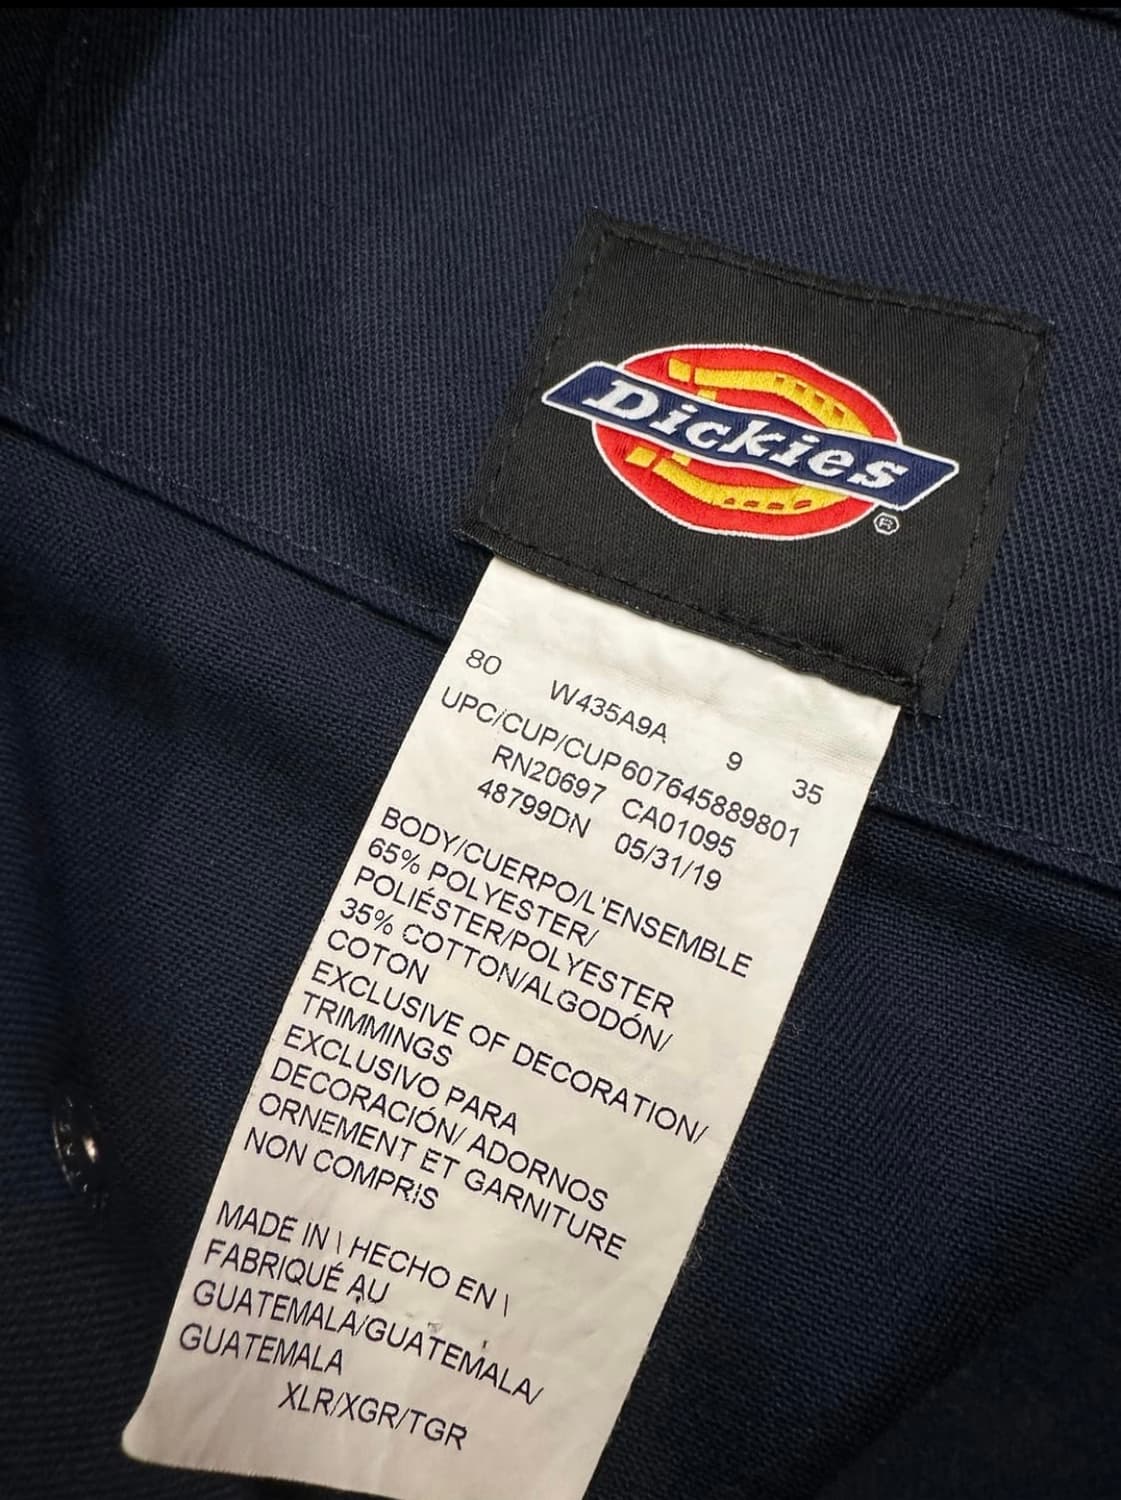 Dickies
®
80 W435A9A 9 35
UPC/CUP/CUP607645889801
RN20697 CA01095
48799DN 05/31/19
BODY/CUERPO/L'ENSEMBLE
65% POLYESTER/
POLIÉSTER/POLYESTER
35% COTTON/ALGODÓN/
COTON
EXCLUSIVE OF DECORATION/
TRIMMINGS
EXCLUSIVO PARA
DECORACIÓN/ ADORNOS
ORNEMENT ET GARNITURE
NON COMPRIS
MADE IN \ HECHO EN \
FABRIQUÉ AU
GUATEMALA/GUATEMALA/
GUATEMALA
XLR/XGR/TGR